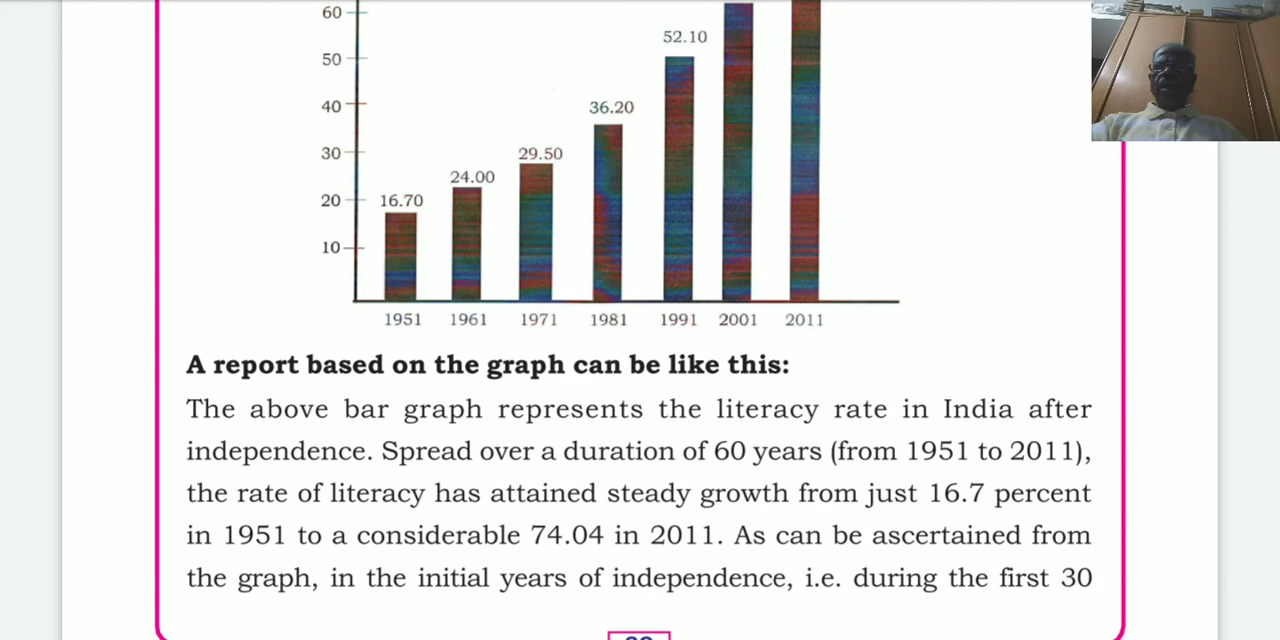 60
52.10
50
40
36.20
30
29.50
24.00
20
16.70
10
1951 1961 1971 1981 1991 2001 2011
A report based on the graph can be like this:
The above bar graph represents the literacy rate in India after
independence. Spread over a duration of 60 years (from 1951 to 2011),
the rate of literacy has attained steady growth from just 16.7 percent
in 1951 to a considerable 74.04 in 2011. As can be ascertained from
the graph, in the initial years of independence, i.e. during the first 30